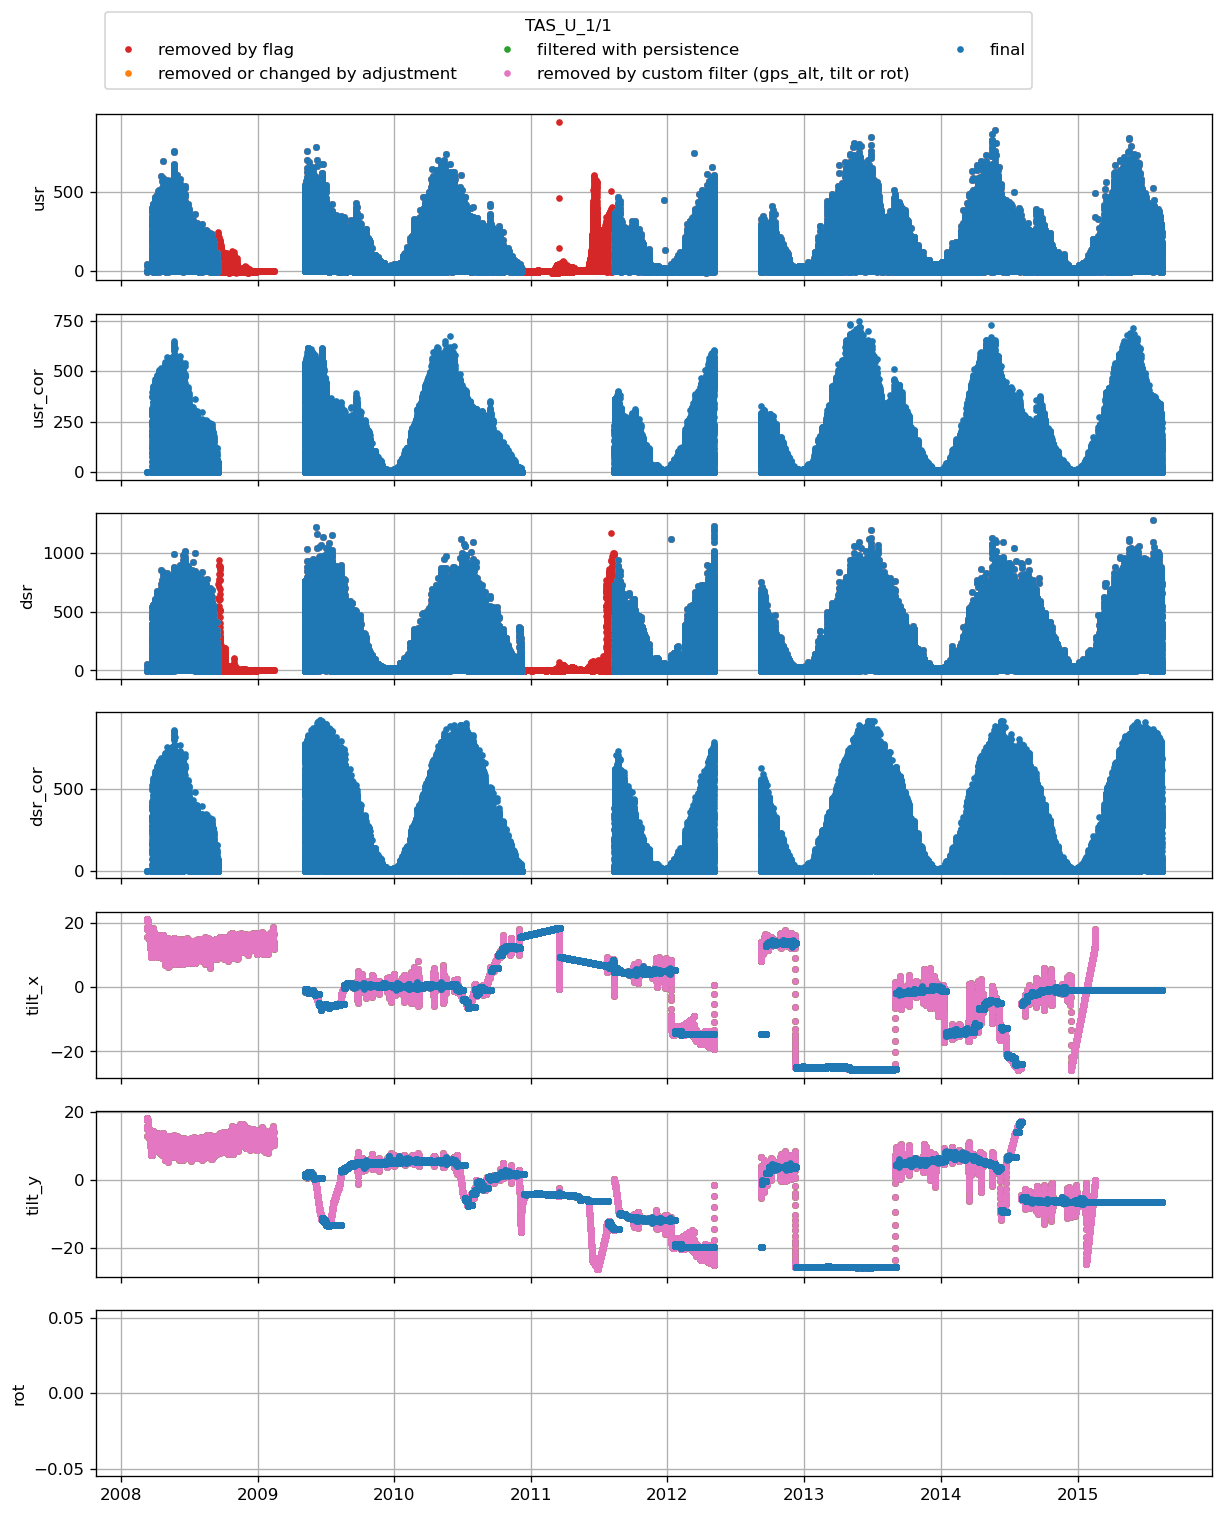 TAS_U_1/1
removed by flag
filtered with persistence
final
removed or changed by adjustment
removed by custom filter (gps_alt, tilt or rot)
500
0
usr
750
500
250
0
usr_cor
1000
500
0
dsr
500
0
dsr_cor
20
0
−20
tilt_x
20
0
−20
tilt_y
0.05
0.00
−0.05
rot
2008 2009 2010 2011 2012 2013 2014 2015